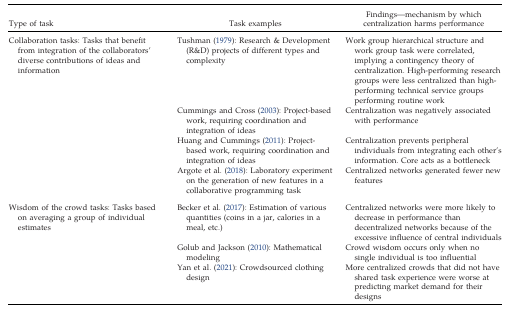 Type of task
Task examples
Findings—mechanism by which
centralization harms performance
Collaboration tasks: Tasks that benefit
from integration of the collaborators'
diverse contributions of ideas and
information
Tushman (1979): Research & Development
(R&D) projects of different types and
complexity
Work group hierarchical structure and
work group task were correlated,
implying a contingency theory of
centralization. High-performing research
groups were less centralized than high-
performing technical service groups
performing routine work
Cummings and Cross (2003): Project-based
work, requiring coordination and
integration of ideas
Centralization was negatively associated
with performance
Huang and Cummings (2011): Project-
based work, requiring coordination and
integration of ideas
Centralization prevents peripheral
individuals from integrating each other's
information. Core acts as a bottleneck
Argote et al. (2018): Laboratory experiment
on the generation of new features in a
collaborative programming task
Centralized networks generated fewer new
features
Wisdom of the crowd tasks: Tasks based
on averaging a group of individual
estimates
Becker et al. (2017): Estimation of various
quantities (coins in a jar, calories in a
meal, etc.)
Centralized networks were more likely to
decrease in performance than
decentralized networks because of the
excessive influence of central individuals
Golub and Jackson (2010): Mathematical
modeling
Crowd wisdom occurs only when no
single individual is too influential
Yan et al. (2021): Crowdsourced clothing
design
More centralized crowds that did not have
shared task experience were worse at
predicting market demand for their
designs